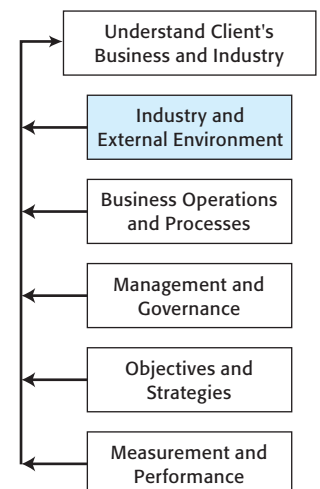 Understand Client's
Business and Industry
Industry and
External Environment
Business Operations
and Processes
Management and
Governance
Objectives and
Strategies
Measurement and
Performance